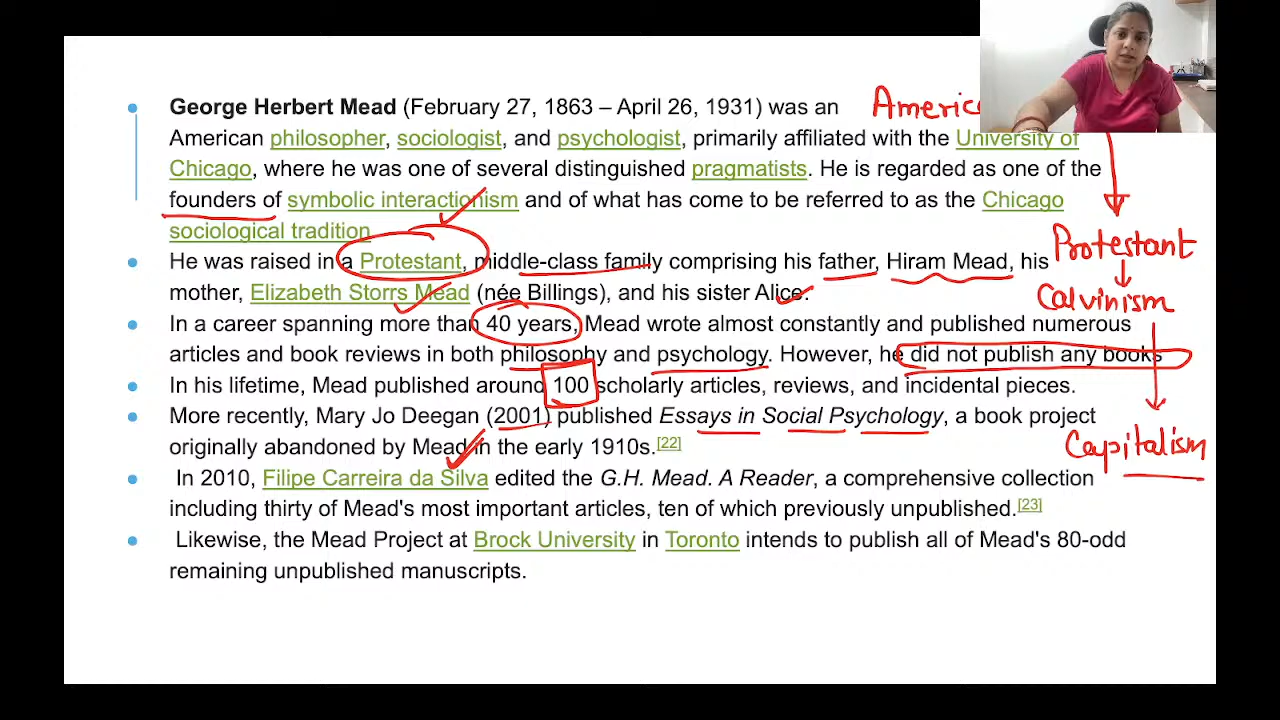 George Herbert Mead (February 27, 1863 – April 26, 1931) was an
American philosopher, sociologist, and psychologist, primarily affiliated with the University of
Chicago, where he was one of several distinguished pragmatists. He is regarded as one of the
founders of symbolic interactionism and of what has come to be referred to as the Chicago
sociological tradition.
He was raised in a Protestant, middle-class family comprising his father, Hiram Mead, his
mother, Elizabeth Storrs Mead (née Billings), and his sister Alice.
In a career spanning more than 40 years, Mead wrote almost constantly and published numerous
articles and book reviews in both philosophy and psychology. However, he did not publish any books
In his lifetime, Mead published around 100 scholarly articles, reviews, and incidental pieces.
More recently, Mary Jo Deegan (2001) published Essays in Social Psychology, a book project
originally abandoned by Mead in the early 1910s.[22]
In 2010, Filipe Carreira da Silva edited the G.H. Mead. A Reader, a comprehensive collection
including thirty of Mead's most important articles, ten of which previously unpublished.[23]
Likewise, the Mead Project at Brock University in Toronto intends to publish all of Mead's 80-odd
remaining unpublished manuscripts.
Protestant
Calvinism
Capitalism